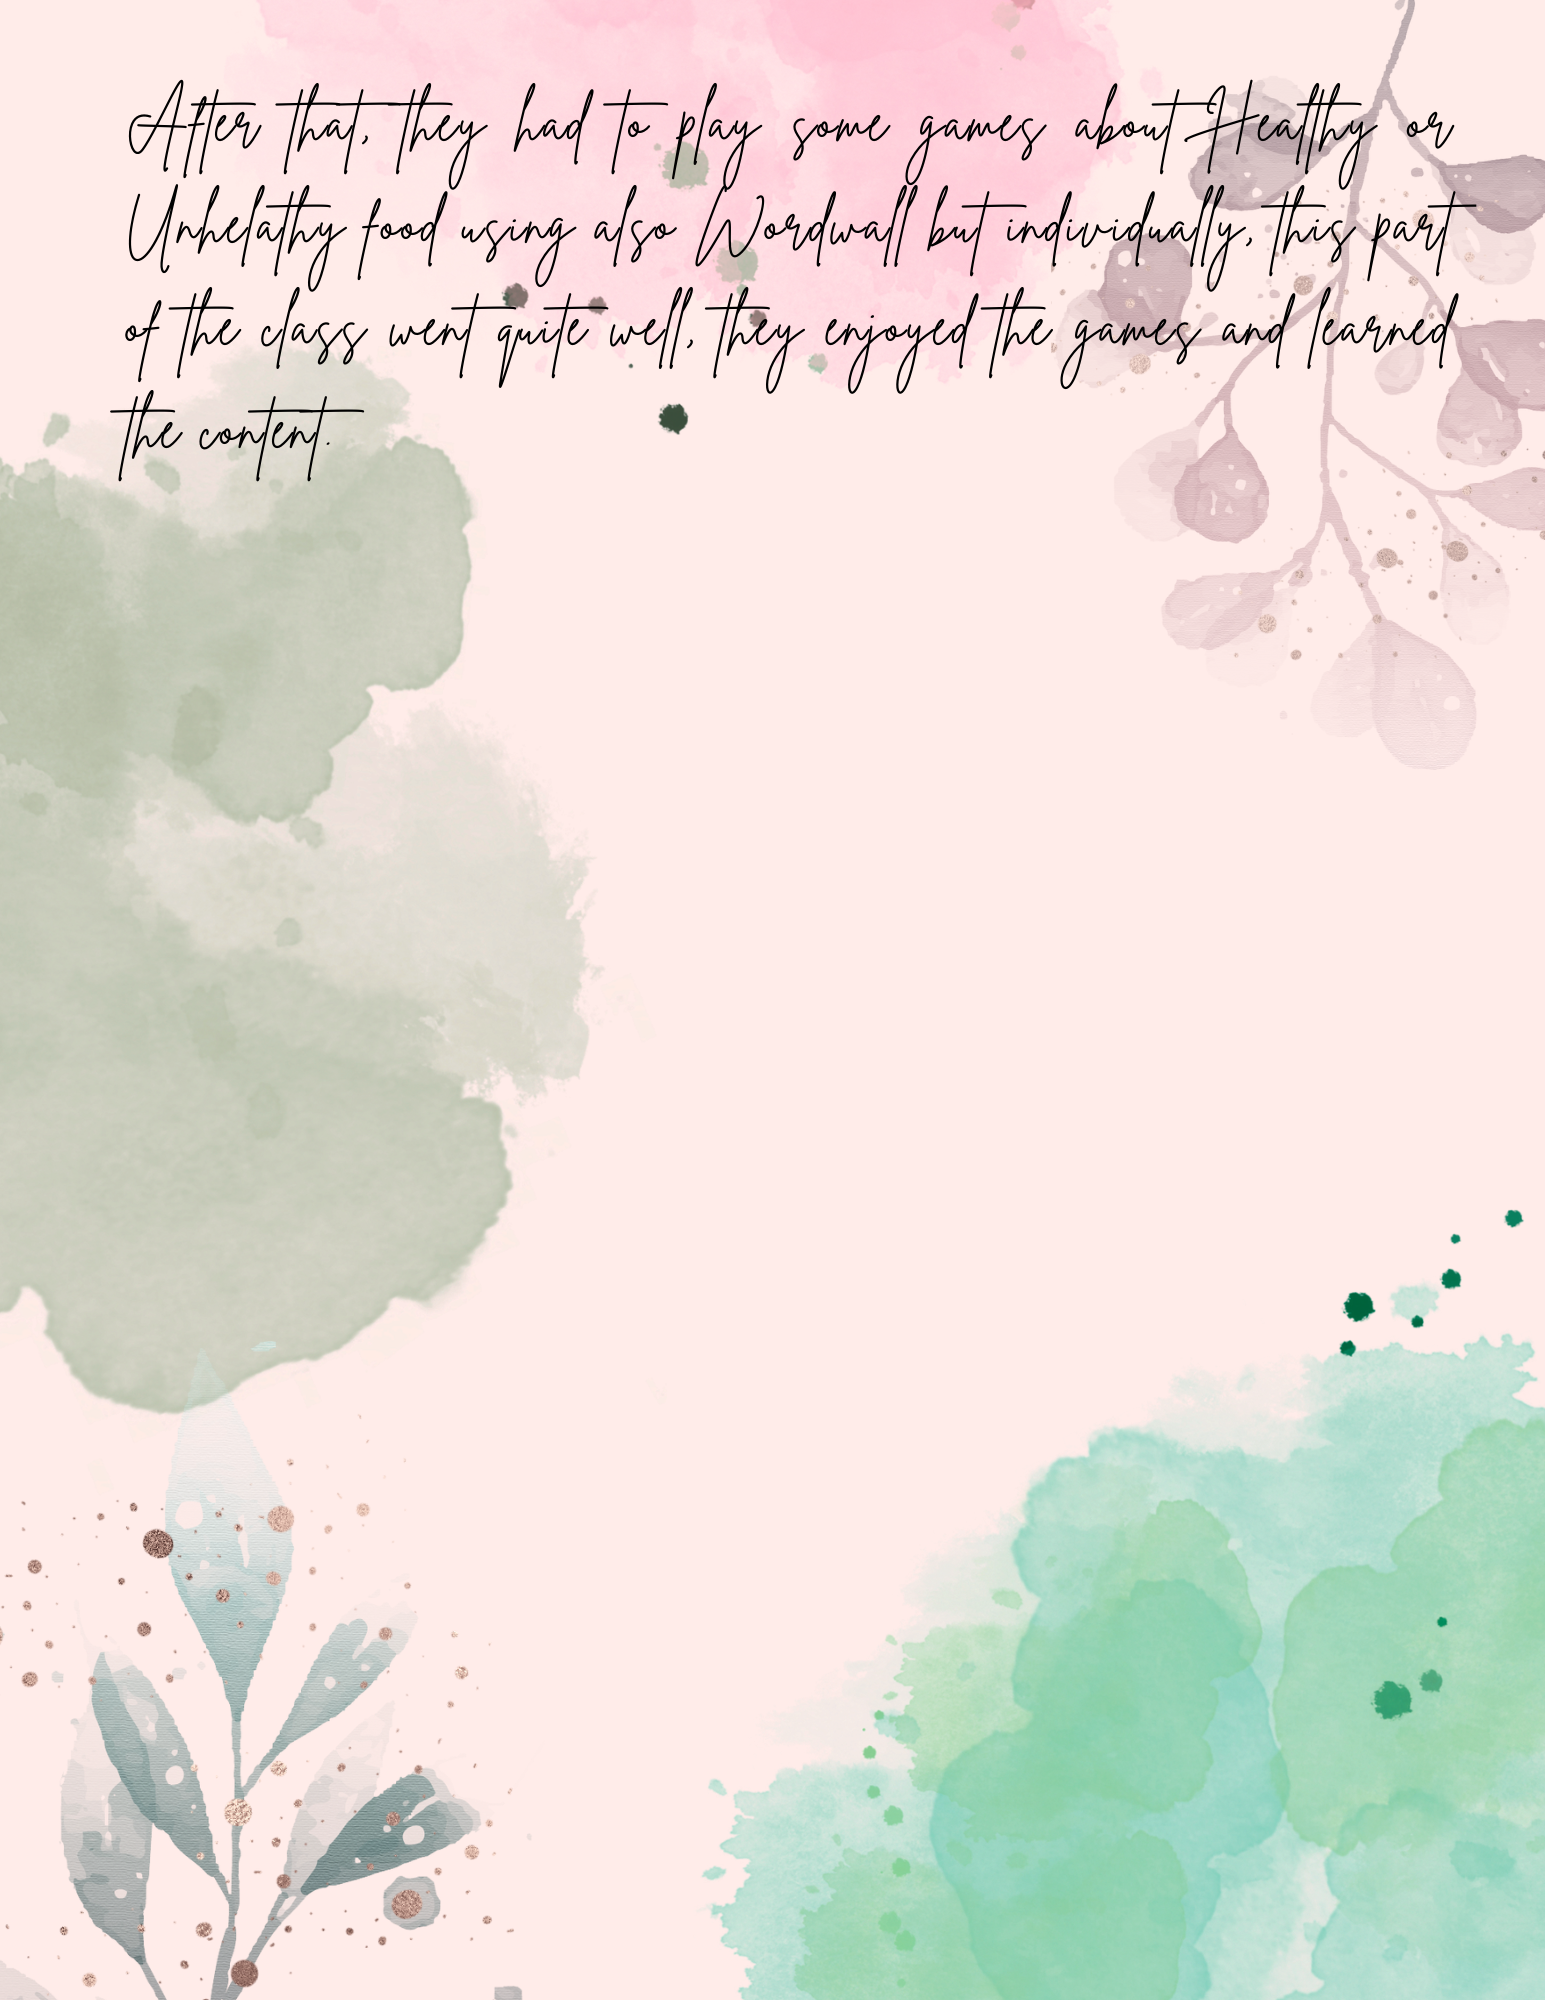 After that, they had to play some games about Healthy or
Unhelathy food using also Wordwall but individually, this part
of the class went quite well, they enjoyed the games and learned
the content.